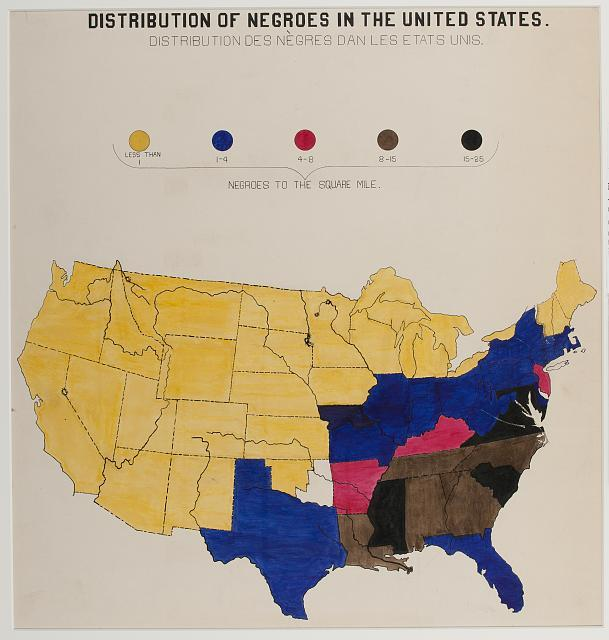 DISTRIBUTION OF NEGROES IN THE UNITED STATES.
DISTRIBUTION DES NÈGRES DAN LES ETATS UNIS.
LESS THAN
1
1-4
4-8
8-15
15-25
NEGROES TO THE SQUARE MILE.